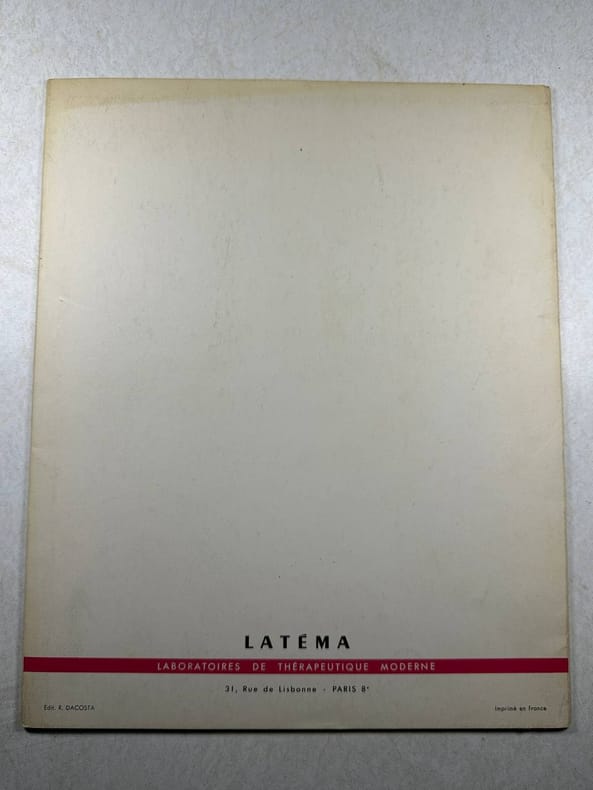 LATÉMA
LABORATOIRES DE THÉRAPEUTIQUE MODERNE
31, Rue de Lisbonne - PARIS 8ᵉ
Edit. R. DACOSTA
Imprimé en France